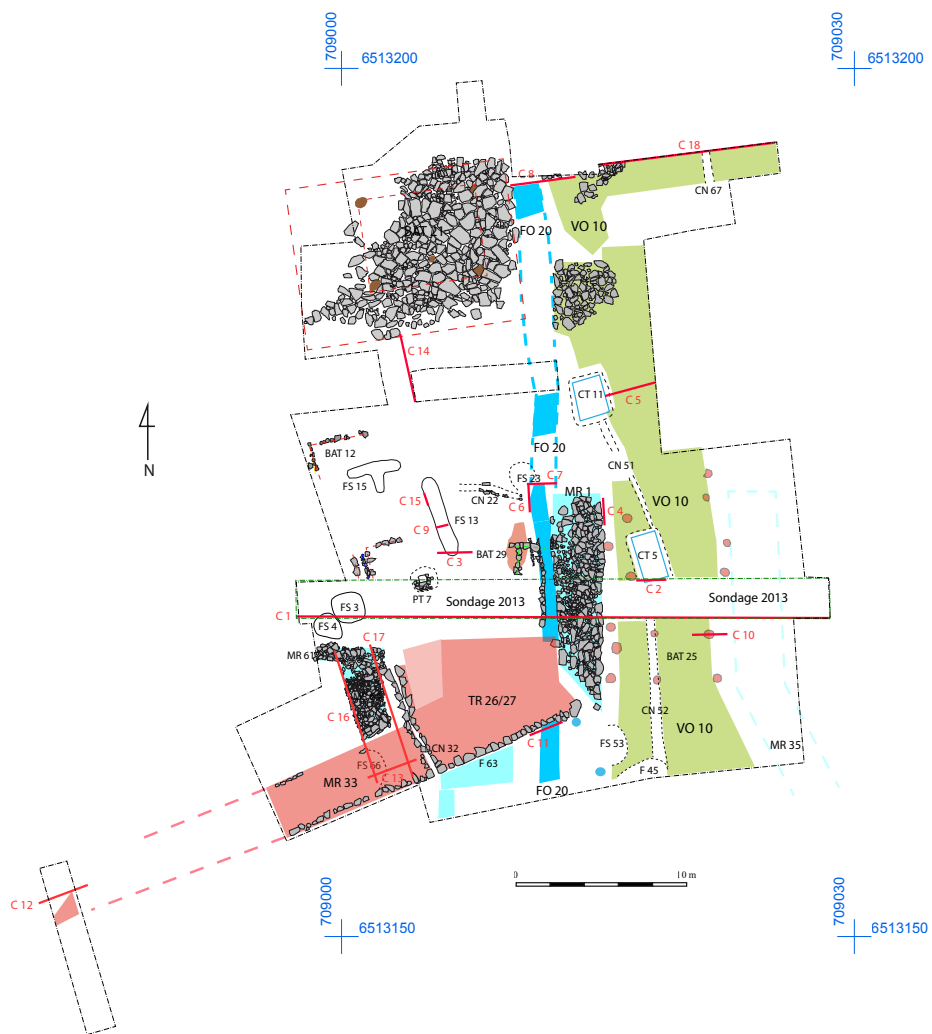 709000
6513200
709030
6513200
C 18
C 8
CN 67
BAT 21
FO 20
VO 10
C 14
CT 11
C 5
BAT 12
FO 20
CN 51
FS 15
FS 23
C 7
CN 22
MR 1
VO 10
C 15
C 6
C 4
FS 13
C 9
BAT 29
CT 5
C 3
C 2
PT 7
Sondage 2013
Sondage 2013
FS 3
C 1
FS 4
C 17
C 10
MR 61
BAT 25
TR 26/27
C 16
CN 52
VO 10
C 11
FS 53
CN 32
MR 35
F 63
FS 66
F 45
C 13
MR 33
FO 20
0
10 m
C 12
709000
6513150
709030
6513150
N